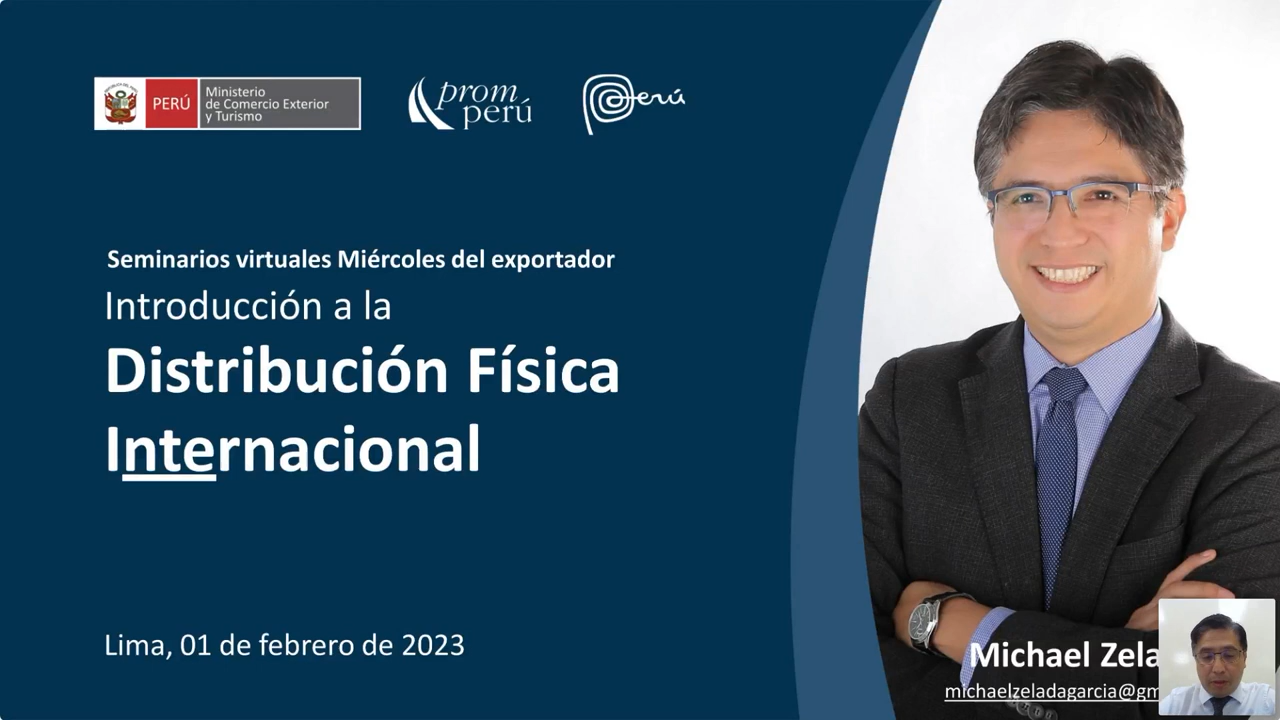 PERÚ
Ministerio
de Comercio Exterior
y Turismo
prom
perú
Perú
Seminarios virtuales Miércoles del exportador
Introducción a la
Distribución Física
Internacional
Lima, 01 de febrero de 2023
Michael Zela
michaelzeladagarcia@gm